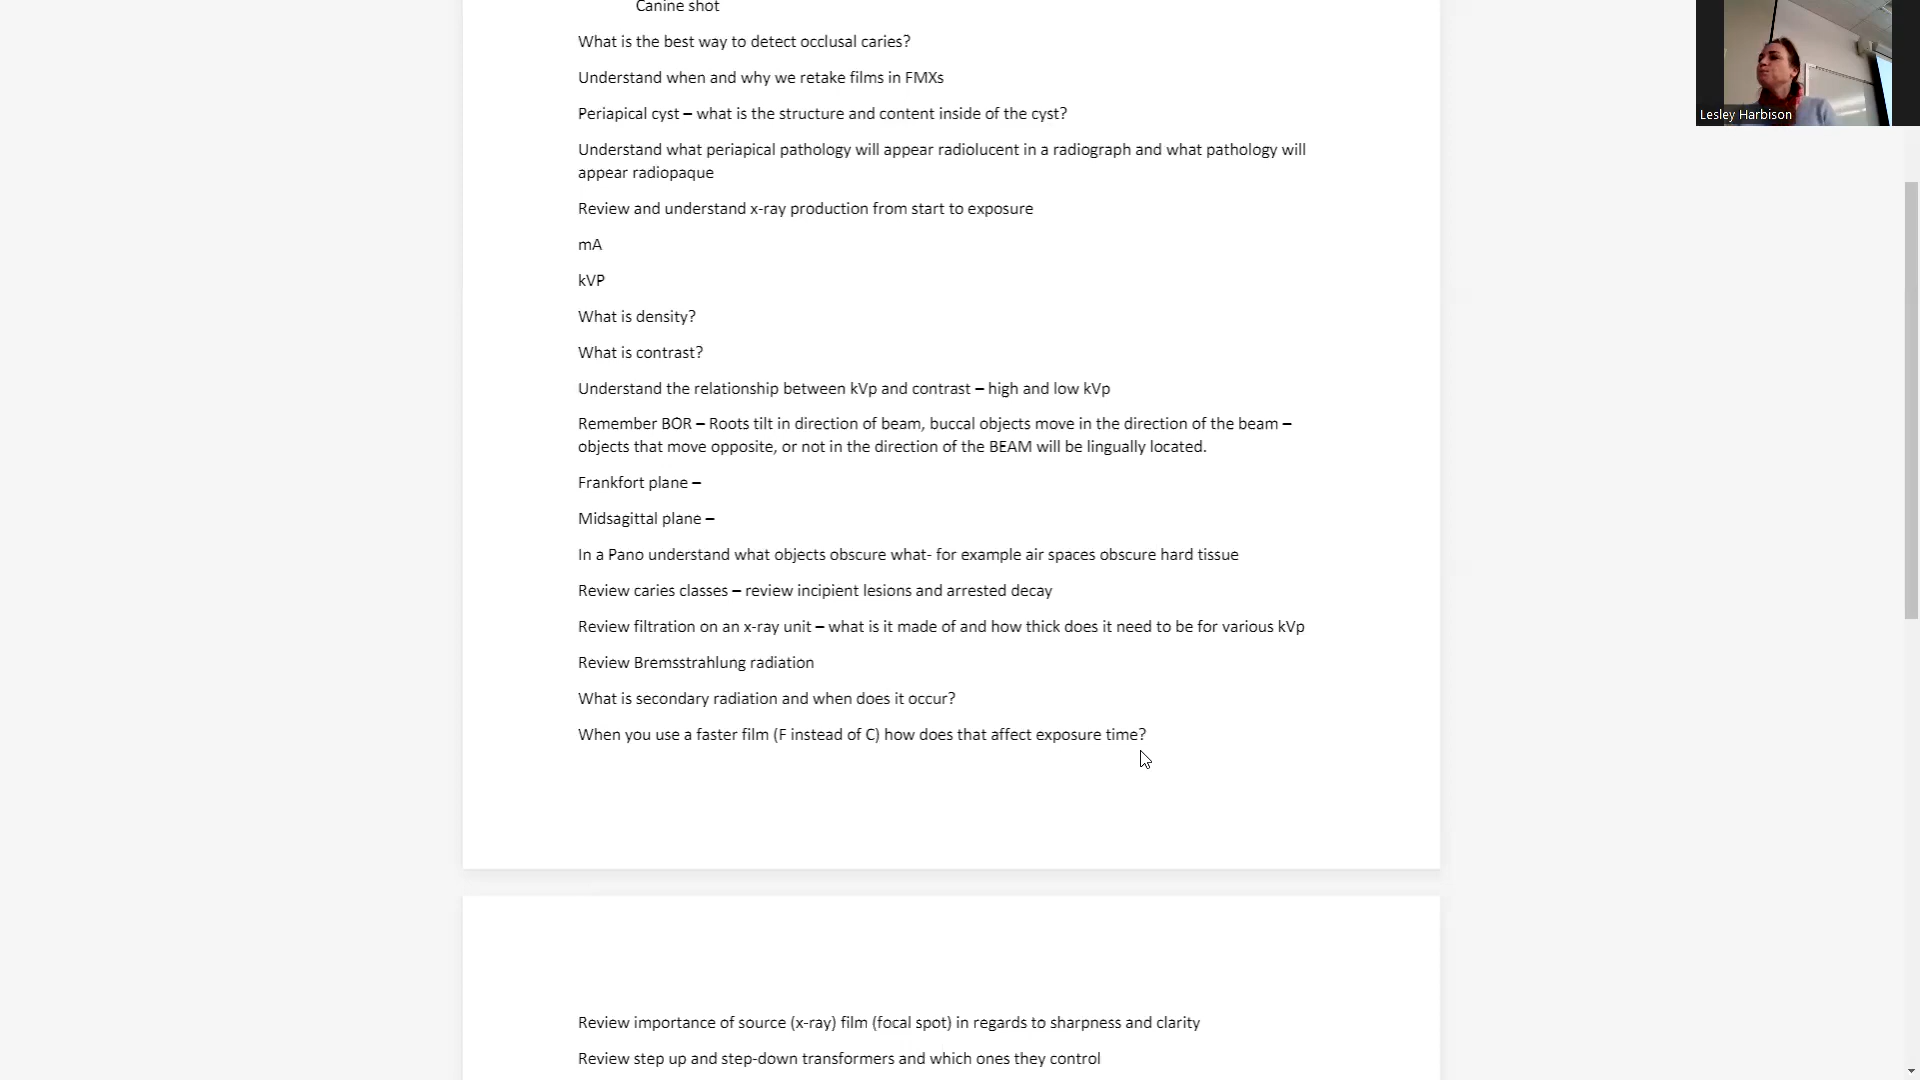 Canine shot
What is the best way to detect occlusal caries?
Understand when and why we retake films in FMXs
Periapical cyst – what is the structure and content inside of the cyst?
Understand what periapical pathology will appear radiolucent in a radiograph and what pathology will
appear radiopaque
Review and understand x-ray production from start to exposure
mA
kVP
What is density?
What is contrast?
Understand the relationship between kVp and contrast – high and low kVp
Remember BOR – Roots tilt in direction of beam, buccal objects move in the direction of the beam –
objects that move opposite, or not in the direction of the BEAM will be lingually located.
Frankfort plane –
Midsagittal plane –
In a Pano understand what objects obscure what- for example air spaces obscure hard tissue
Review caries classes – review incipient lesions and arrested decay
Review filtration on an x-ray unit – what is it made of and how thick does it need to be for various kVp
Review Bremsstrahlung radiation
What is secondary radiation and when does it occur?
When you use a faster film (F instead of C) how does that affect exposure time?
Review importance of source (x-ray) film (focal spot) in regards to sharpness and clarity
Review step up and step-down transformers and which ones they control
Lesley Harbison